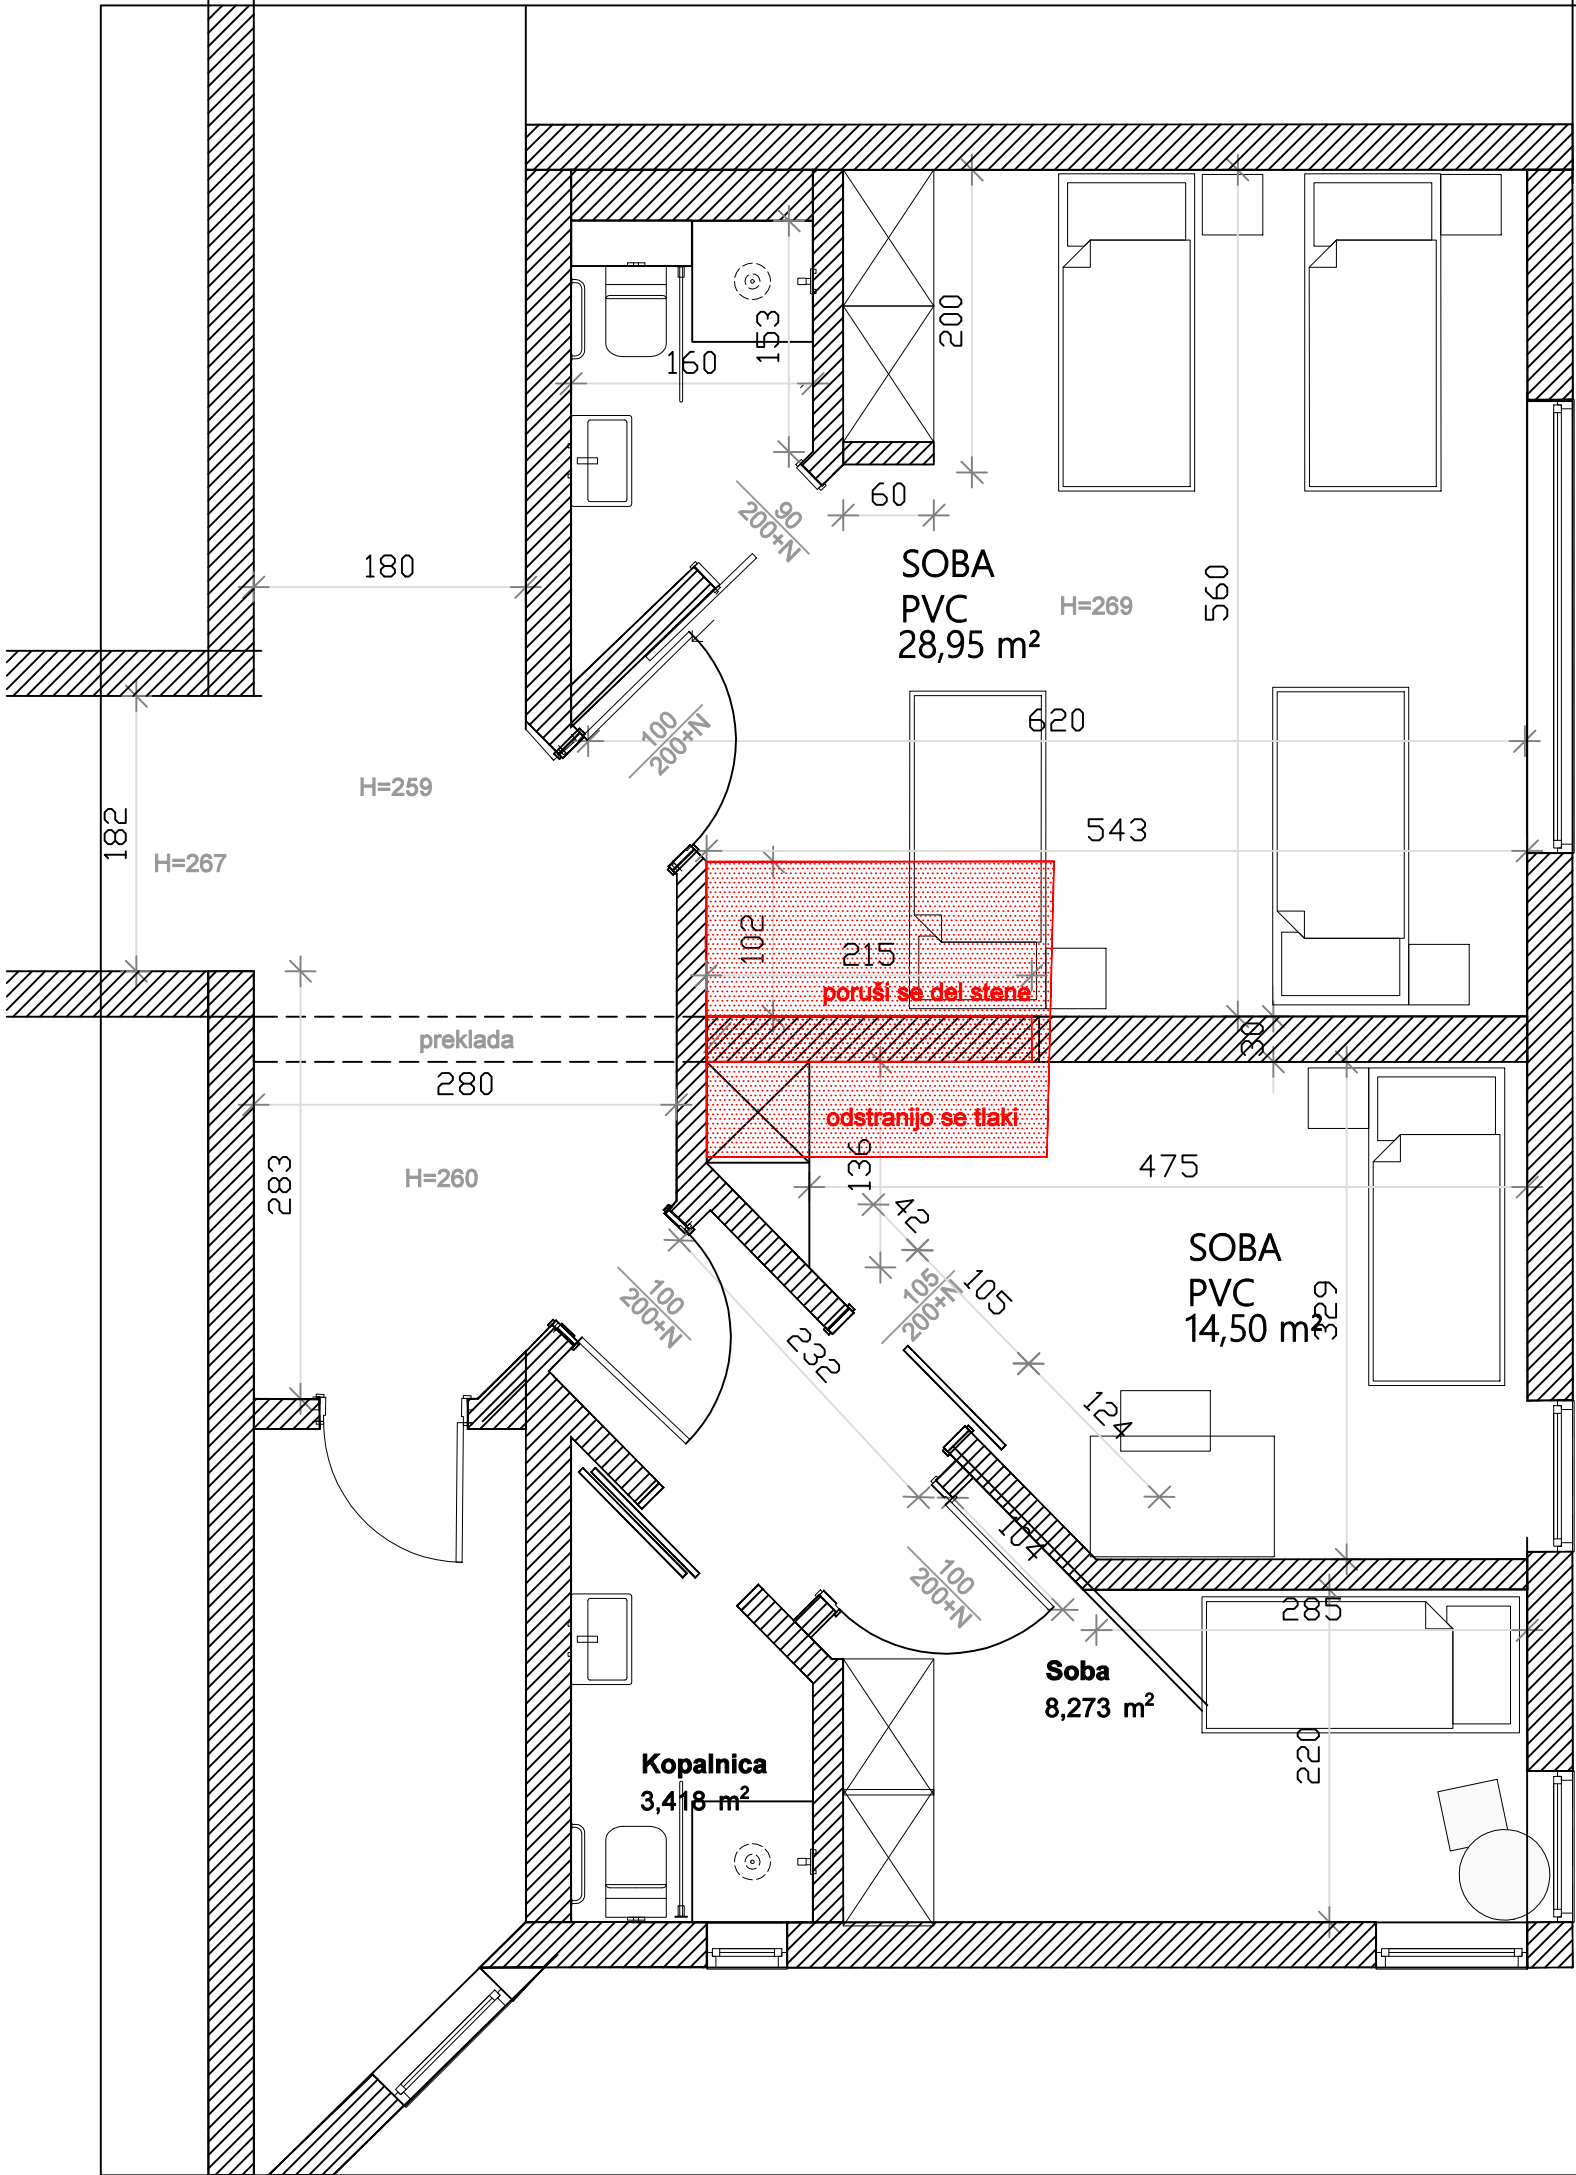 200
153
160
60
90
200+N
SOBA
PVC
28,95 m²
H=269
560
180
620
100
200+N
H=259
543
182
H=267
102
215
poruši se del stene
preklada
30
280
odstranijo se tlaki
136
475
283
H=260
42
105
105
200+N
SOBA
PVC
14,50 m²
329
100
200+N
232
124
104
100
200+N
285
Soba
8,273 m²
220
Kopalnica
3,418 m²